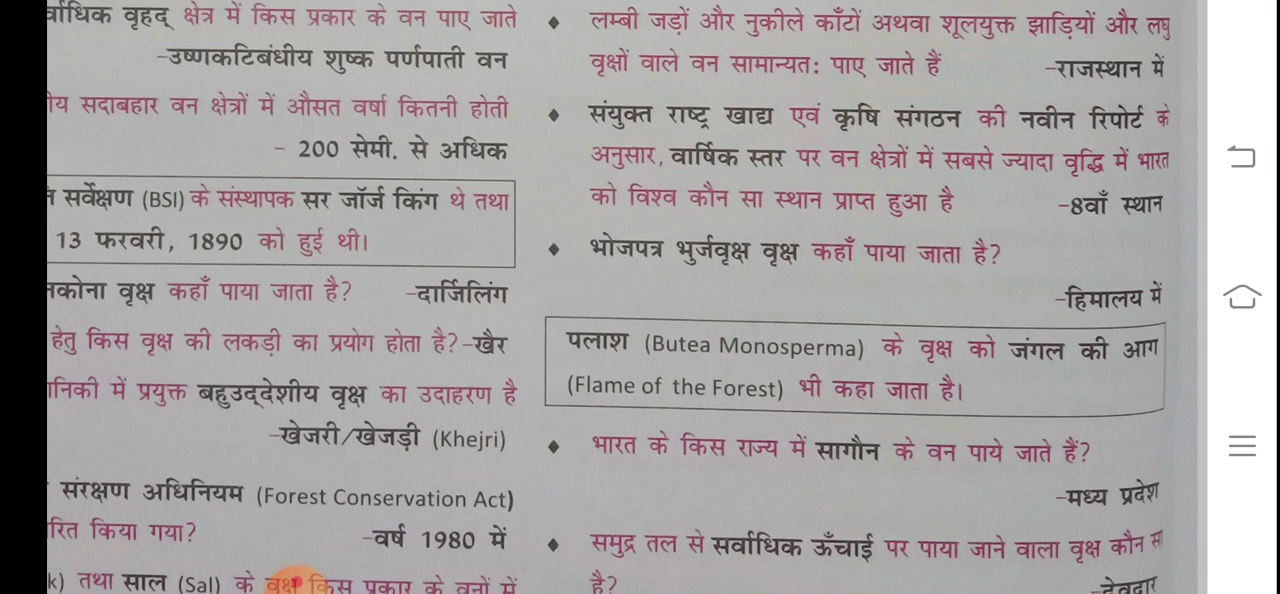 र्वाधिक वृहद् क्षेत्र में किस प्रकार के वन पाए जाते
-उष्णकटिबंधीय शुष्क पर्णपाती वन
ीय सदाबहार वन क्षेत्रों में औसत वर्षा कितनी होती
- 200 सेमी. से अधिक
सर्वेक्षण (BSI) के संस्थापक सर जॉर्ज किंग थे तथा
13 फरवरी, 1890 को हुई थी।
नकोना वृक्ष कहाँ पाया जाता है? -दार्जिलिंग
हेतु किस वृक्ष की लकड़ी का प्रयोग होता है?-खैर
ानिकी में प्रयुक्त बहुउद्देशीय वृक्ष का उदाहरण है
-खेजरी/खेजड़ी (Khejri)
संरक्षण अधिनियम (Forest Conservation Act)
रित किया गया? -वर्ष 1980 में
k) तथा साल (Sal) के वृक्ष किस प्रकार के वनों में
♦ लम्बी जड़ों और नुकीले काँटों अथवा शूलयुक्त झाड़ियों और लघु
वृक्षों वाले वन सामान्यतः पाए जाते हैं -राजस्थान में
♦ संयुक्त राष्ट्र खाद्य एवं कृषि संगठन की नवीन रिपोर्ट के
अनुसार, वार्षिक स्तर पर वन क्षेत्रों में सबसे ज्यादा वृद्धि में भारत
को विश्व कौन सा स्थान प्राप्त हुआ है -8वाँ स्थान
♦ भोजपत्र भुर्जवृक्ष वृक्ष कहाँ पाया जाता है?
-हिमालय में
पलाश (Butea Monosperma) के वृक्ष को जंगल की आग
(Flame of the Forest) भी कहा जाता है।
♦ भारत के किस राज्य में सागौन के वन पाये जाते हैं?
-मध्य प्रदेश
♦ समुद्र तल से सर्वाधिक ऊँचाई पर पाया जाने वाला वृक्ष कौन सा
है? -देवदार